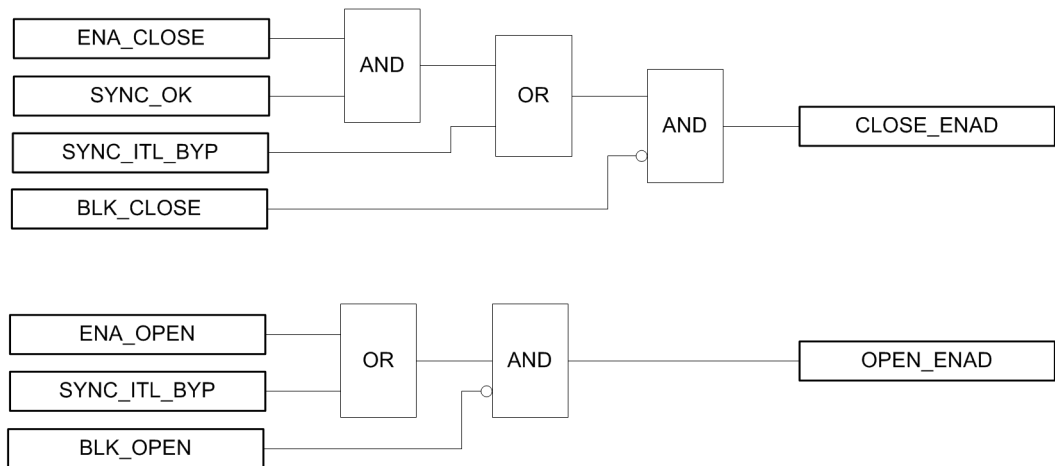 ENA_CLOSE
AND
SYNC_OK
OR
SYNC_ITL_BYP
AND
CLOSE_ENAD
BLK_CLOSE
ENA_OPEN
OR
AND
OPEN_ENAD
SYNC_ITL_BYP
BLK_OPEN